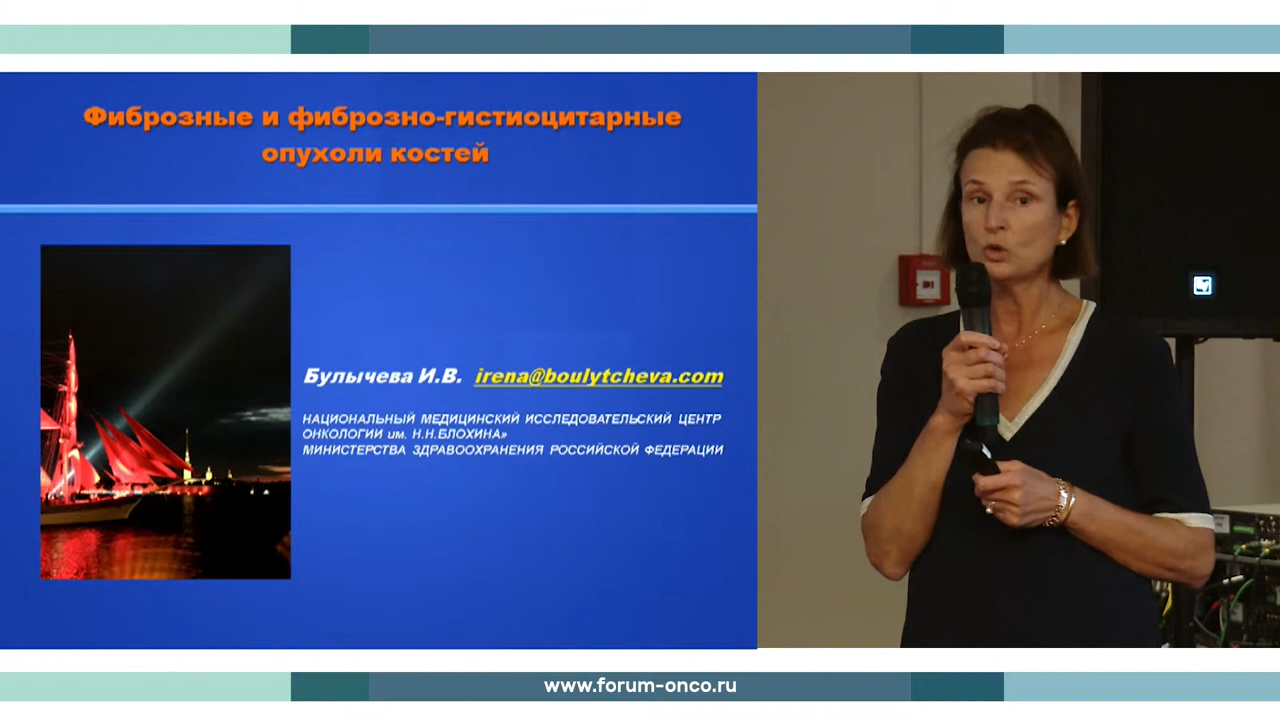 Фиброзные и фиброзно-гистиоцитарные
опухоли костей
Булычева И.В. irena@boulytcheva.com
НАЦИОНАЛЬНЫЙ МЕДИЦИНСКИЙ ИССЛЕДОВАТЕЛЬСКИЙ ЦЕНТР
ОНКОЛОГИИ им. Н.Н.БЛОХИНА»
МИНИСТЕРСТВА ЗДРАВООХРАНЕНИЯ РОССИЙСКОЙ ФЕДЕРАЦИИ
www.forum-onco.ru